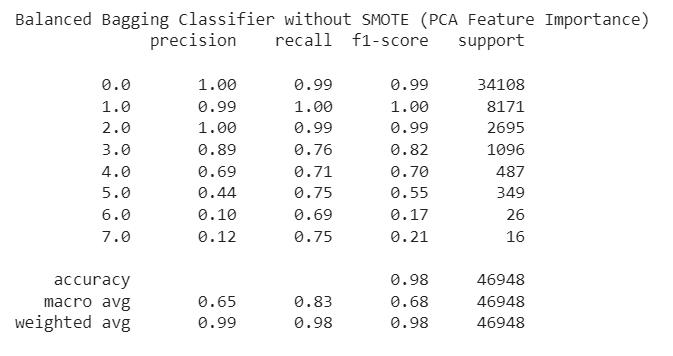 Balanced Bagging Classifier without SMOTE (PCA Feature Importance)
precision recall f1-score support
0.0 1.00 0.99 0.99 34108
1.0 0.99 1.00 1.00 8171
2.0 1.00 0.99 0.99 2695
3.0 0.89 0.76 0.82 1096
4.0 0.69 0.71 0.70 487
5.0 0.44 0.75 0.55 349
6.0 0.10 0.69 0.17 26
7.0 0.12 0.75 0.21 16
accuracy 0.98 46948
macro avg 0.65 0.83 0.68 46948
weighted avg 0.99 0.98 0.98 46948